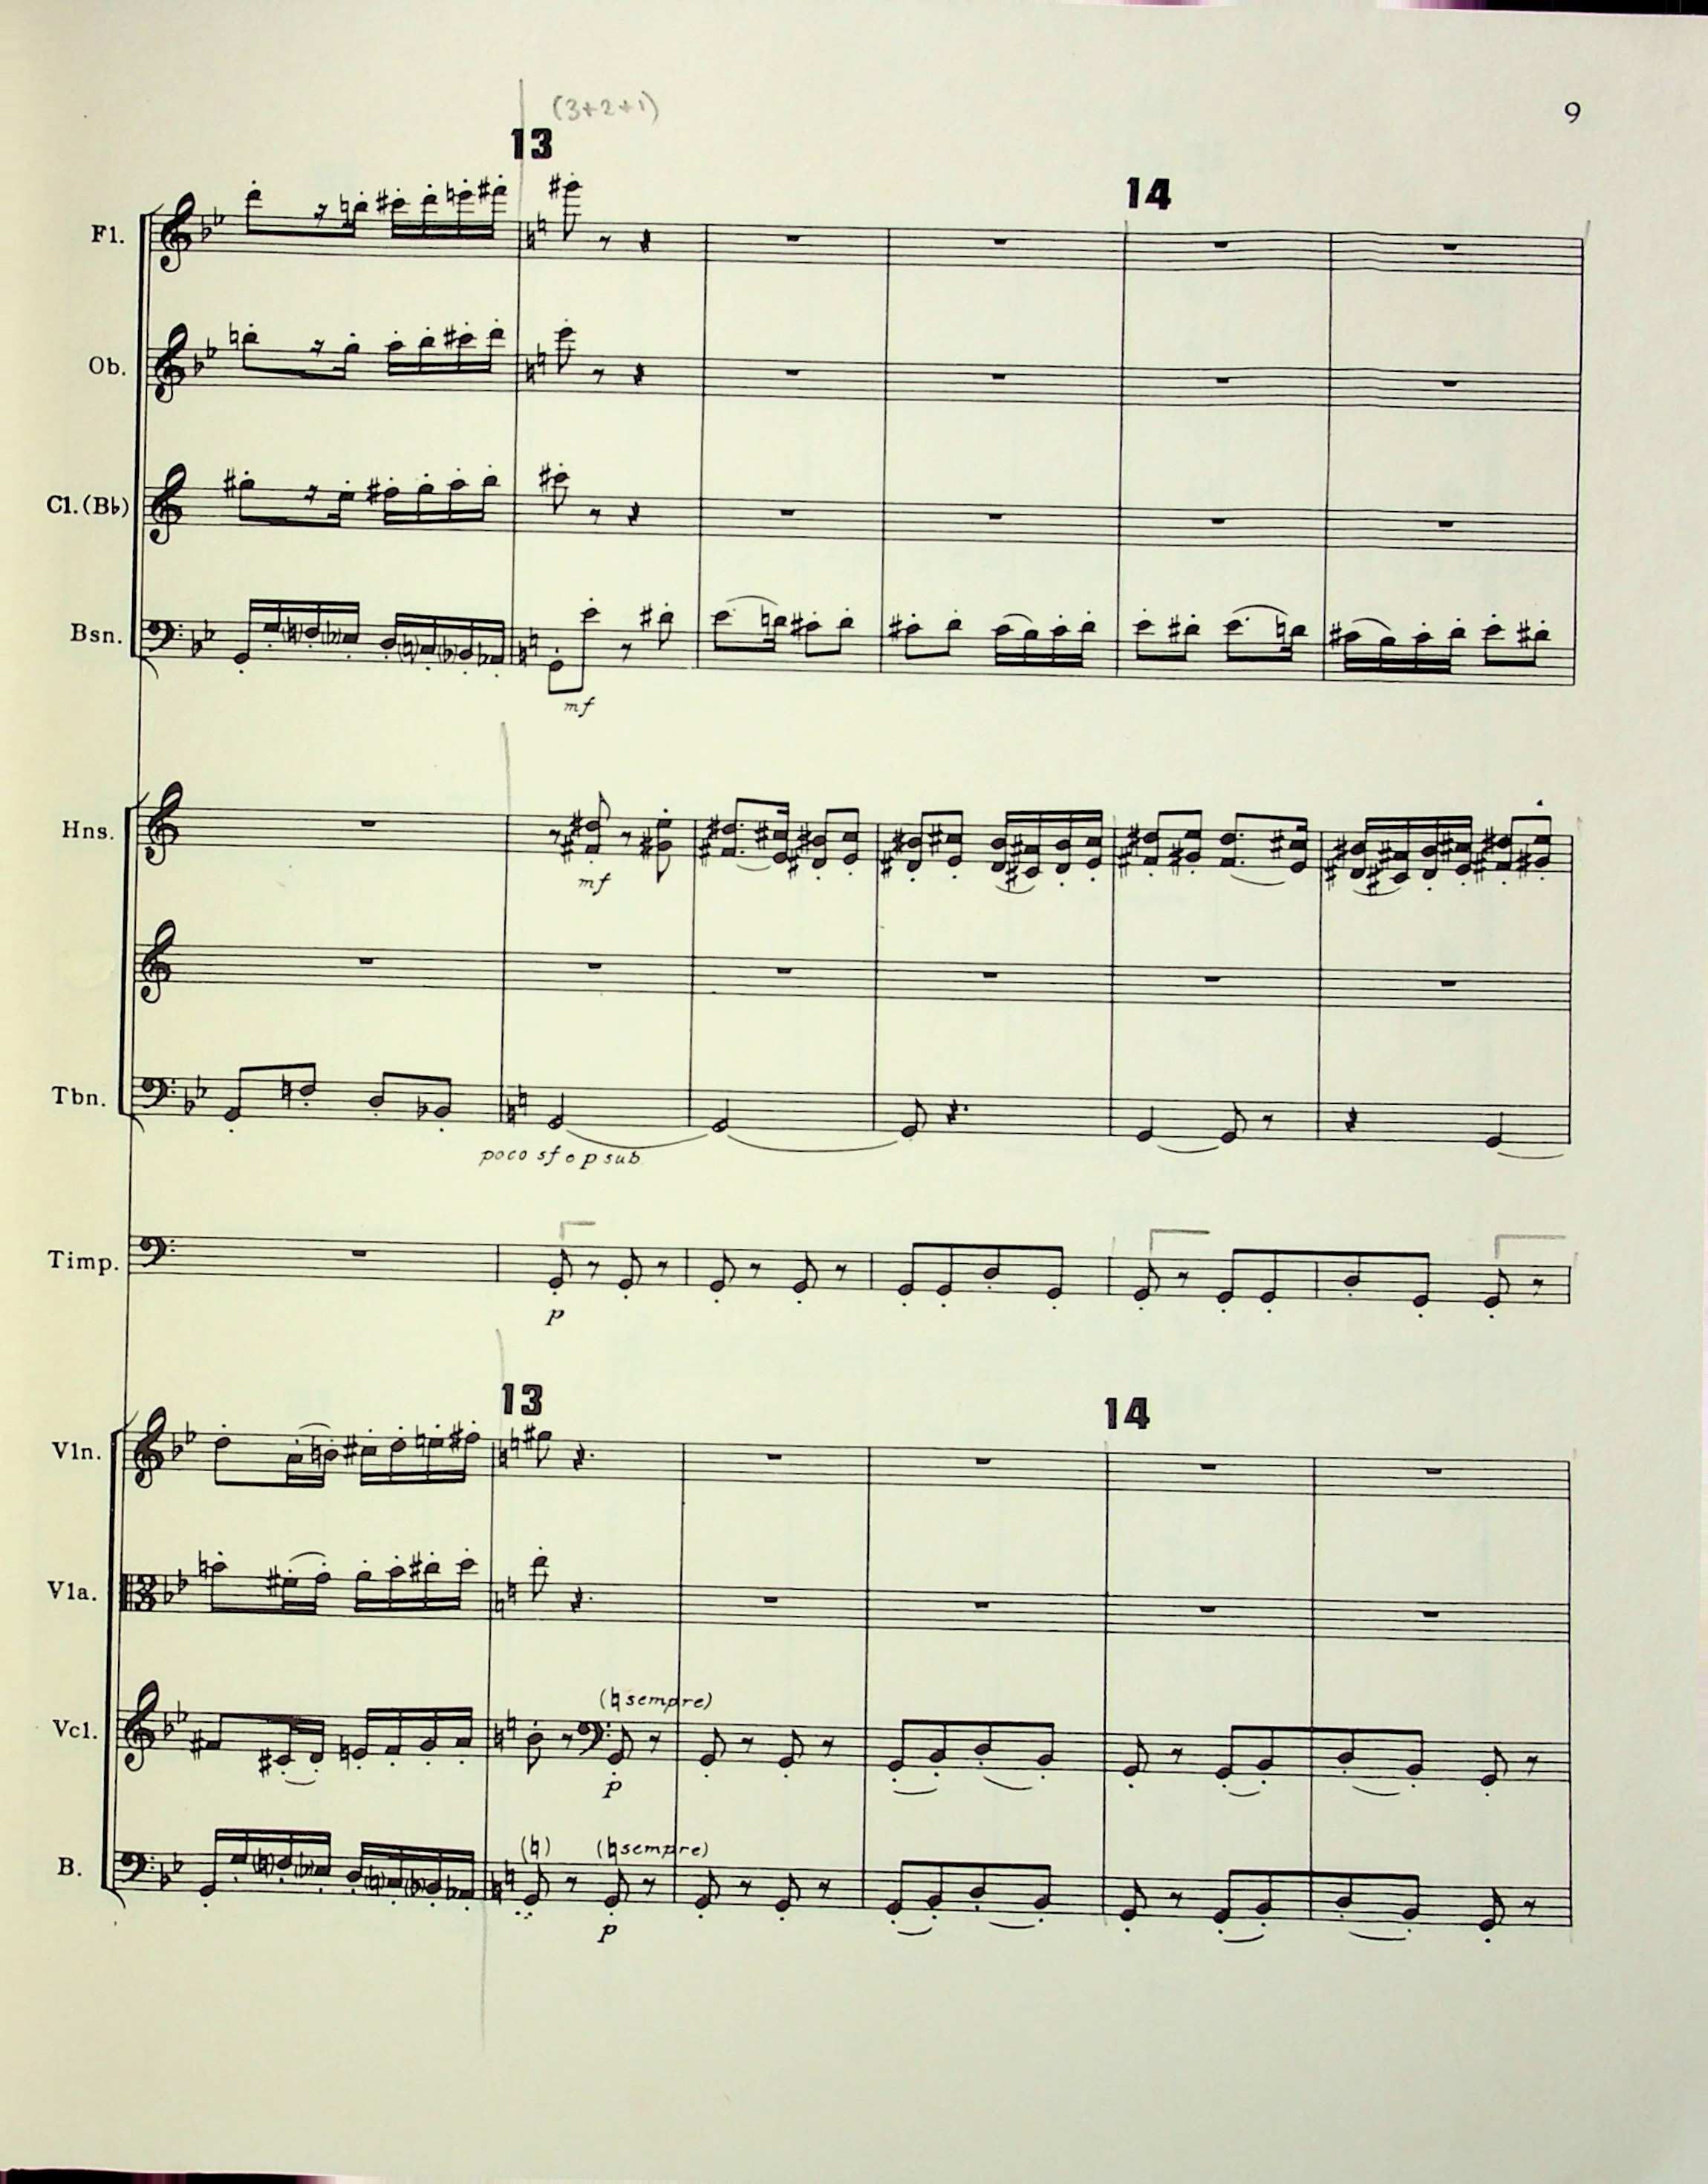 (3+2+1)
9
13
14
Fl.
Ob.
Cl.(B♭)
Bsn.
mf
Hns.
mf
Tbn.
poco sf e p sub.
Timp.
p
13
14
Vln.
Vla.
(♮ sempre)
Vcl.
p
(♮) (♮ sempre)
B.
p